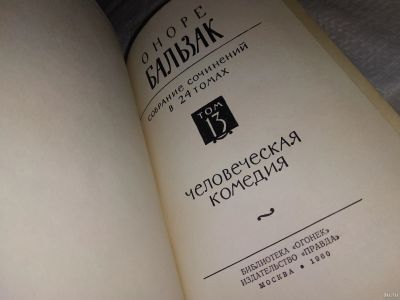 ОНОРЕ
БАЛЬЗАК
СОБРАНИЕ СОЧИНЕНИЙ
В 24 ТОМАХ
ТОМ
13
ЧЕЛОВЕЧЕСКАЯ
КОМЕДИЯ
БИБЛИОТЕКА «ОГОНЕК»
ИЗДАТЕЛЬСТВО «ПРАВДА»
МОСКВА • 1960